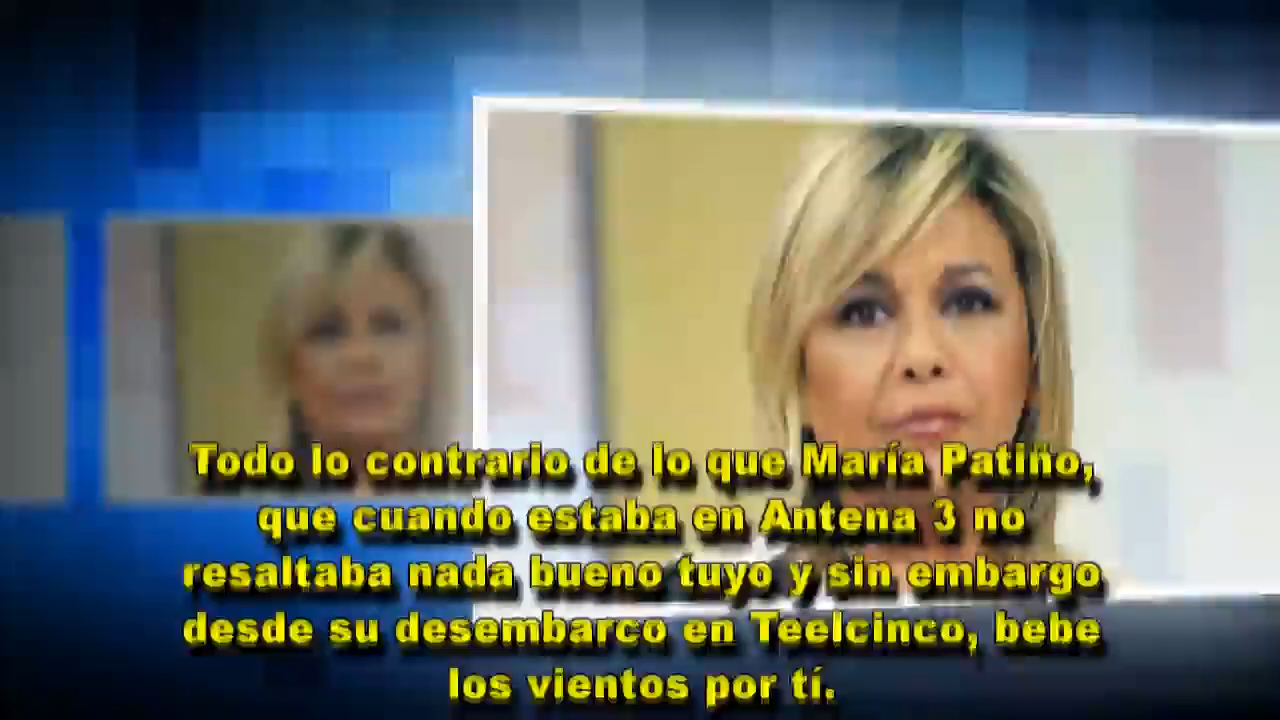 Todo lo contrario de lo que María Patiño,
que cuando estaba en Antena 3 no
resaltaba nada bueno tuyo y sin embargo
desde su desembarco en Teelcinco, bebe
los vientos por tí.